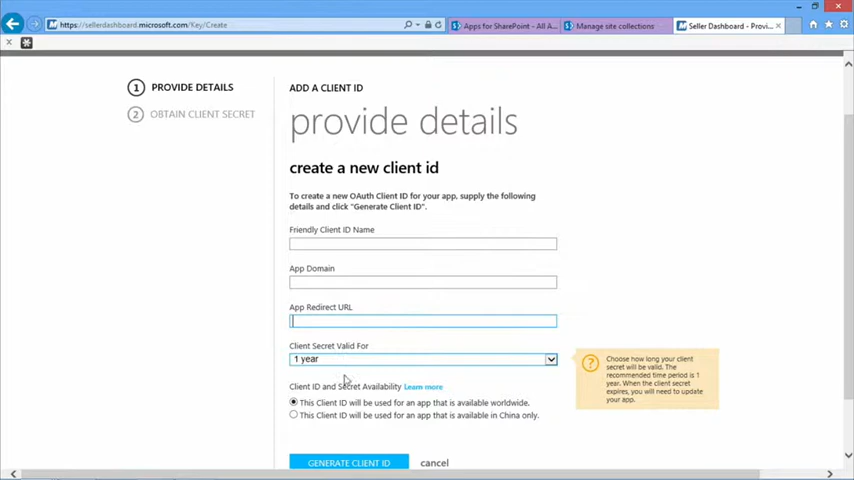 https://sellerdashboard.microsoft.com/Key/Create
Apps for SharePoint - All A...
Manage site collections
Seller Dashboard - Provi...
1 PROVIDE DETAILS
2 OBTAIN CLIENT SECRET
ADD A CLIENT ID
provide details
create a new client id
To create a new OAuth Client ID for your app, supply the following
details and click "Generate Client ID".
Friendly Client ID Name
App Domain
App Redirect URL
Client Secret Valid For
1 year
Choose how long your client
secret will be valid. The
recommended time period is 1
year. When the client secret
expires, you will need to update
your app.
Client ID and Secret Availability Learn more
This Client ID will be used for an app that is available worldwide.
This Client ID will be used for an app that is available in China only.
GENERATE CLIENT ID cancel